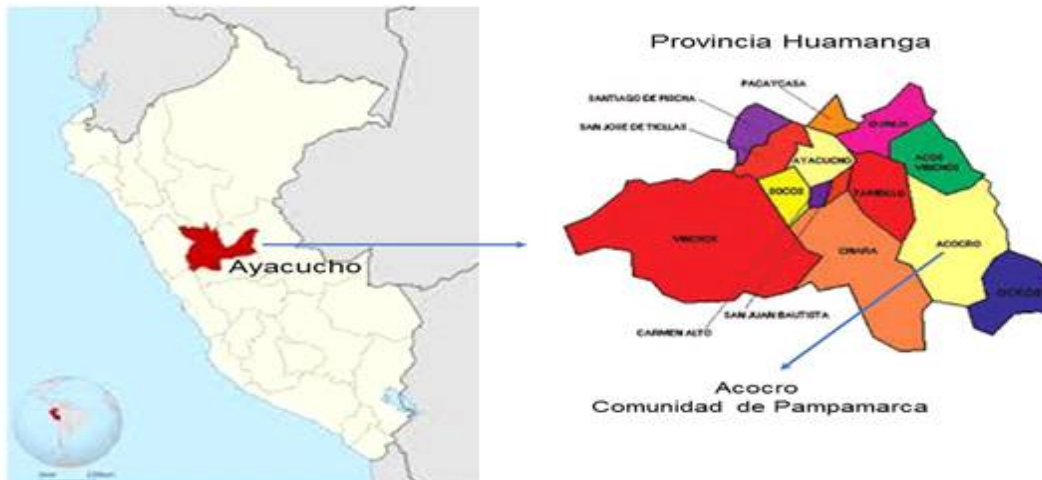 Ayacucho
Provincia Huamanga
PACAYCASA
SANTIAGO DE PISCHA
SAN JOSE DE TICLLAS
QUINUA
AYACUCHO
ACOS
VINCHOS
SOCOS
TAMBILLO
VINCHOS
CHIARA
ACOCRO
OCROS
SAN JUAN BAUTISTA
CARMEN ALTO
Acocro
Comunidad de Pampamarca